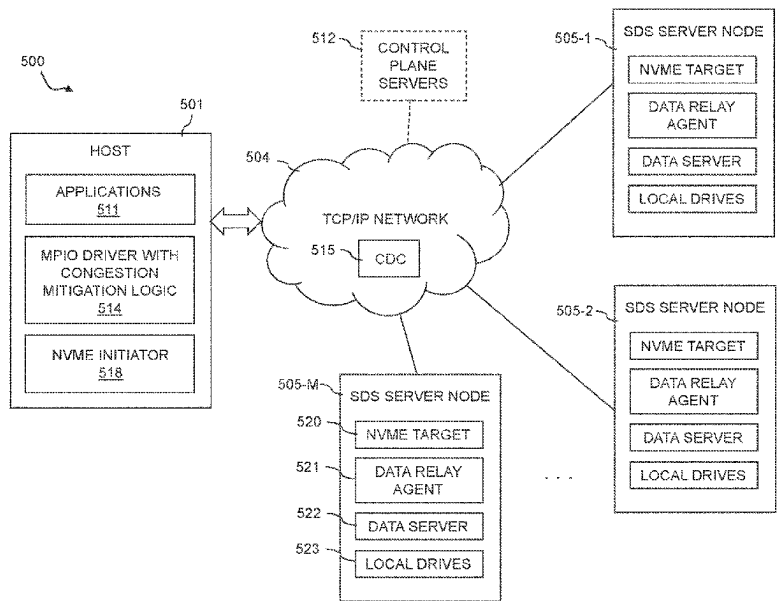 500
501
HOST
APPLICATIONS
511
MPIO DRIVER WITH
CONGESTION
MITIGATION LOGIC
514
NVME INITIATOR
518
512
CONTROL
PLANE
SERVERS
504
TCP/IP NETWORK
515
CDC
505-1
SDS SERVER NODE
NVME TARGET
DATA RELAY
AGENT
DATA SERVER
LOCAL DRIVES
505-2
SDS SERVER NODE
NVME TARGET
DATA RELAY
AGENT
DATA SERVER
LOCAL DRIVES
505-M
SDS SERVER NODE
520
NVME TARGET
521
DATA RELAY
AGENT
522
DATA SERVER
523
LOCAL DRIVES
. . .